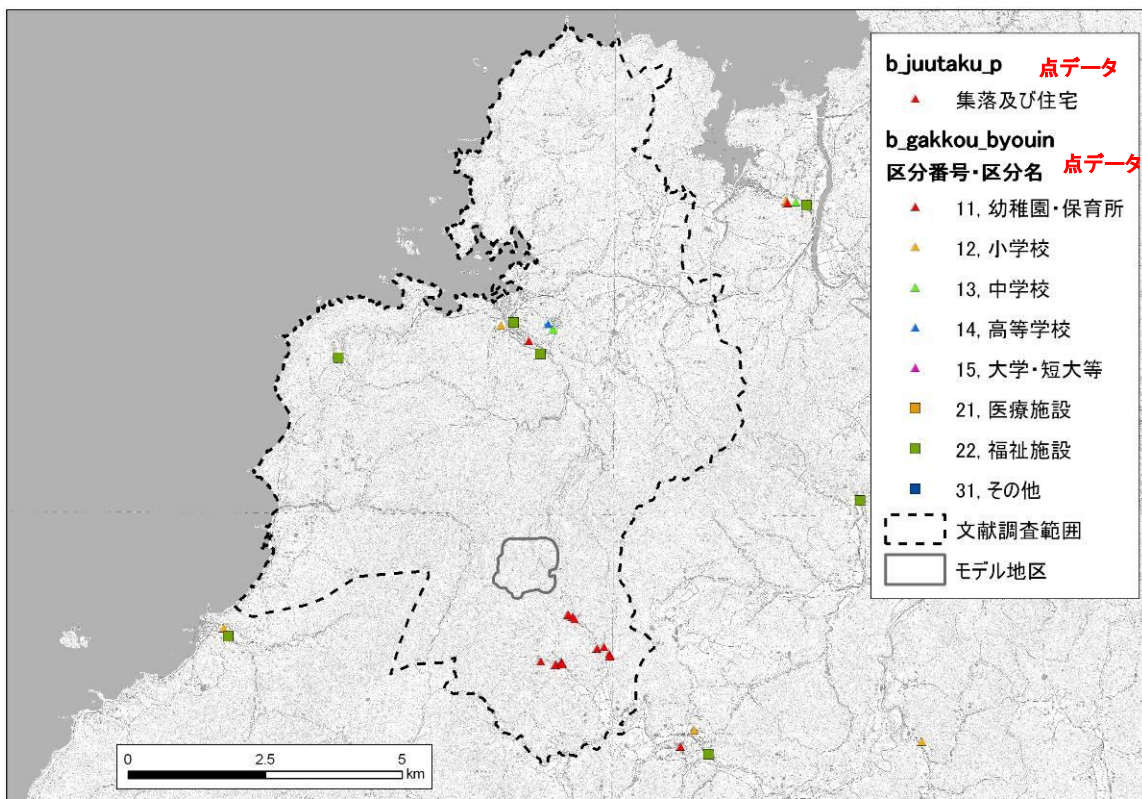 b_juutaku_p 点データ
集落及び住宅
b_gakkou_byouin
区分番号・区分名 点データ
11, 幼稚園・保育所
12, 小学校
13, 中学校
14, 高等学校
15, 大学・短大等
21, 医療施設
22, 福祉施設
31, その他
文献調査範囲
モデル地区
0 2.5 5
km